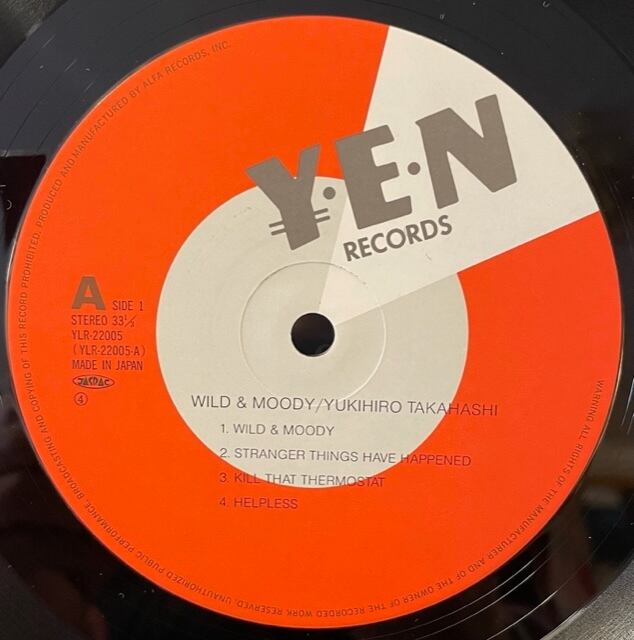 Y·E·N
RECORDS
A SIDE 1
STEREO 33⅓
YLR-22005
(YLR-22005-A)
MADE IN JAPAN
JASRAC
④
WILD & MOODY/YUKIHIRO TAKAHASHI
1. WILD & MOODY
2. STRANGER THINGS HAVE HAPPENED
3. KILL THAT THERMOSTAT
4. HELPLESS
WARNING ALL RIGHTS OF THE MANUFACTURER AND OF THE OWNER OF THE RECORDED WORK RESERVED. UNAUTHORIZED PUBLIC PERFORMANCE, BROADCASTING AND COPYING OF THIS RECORD PROHIBITED. PRODUCED AND MANUFACTURED BY ALFA RECORDS, INC.